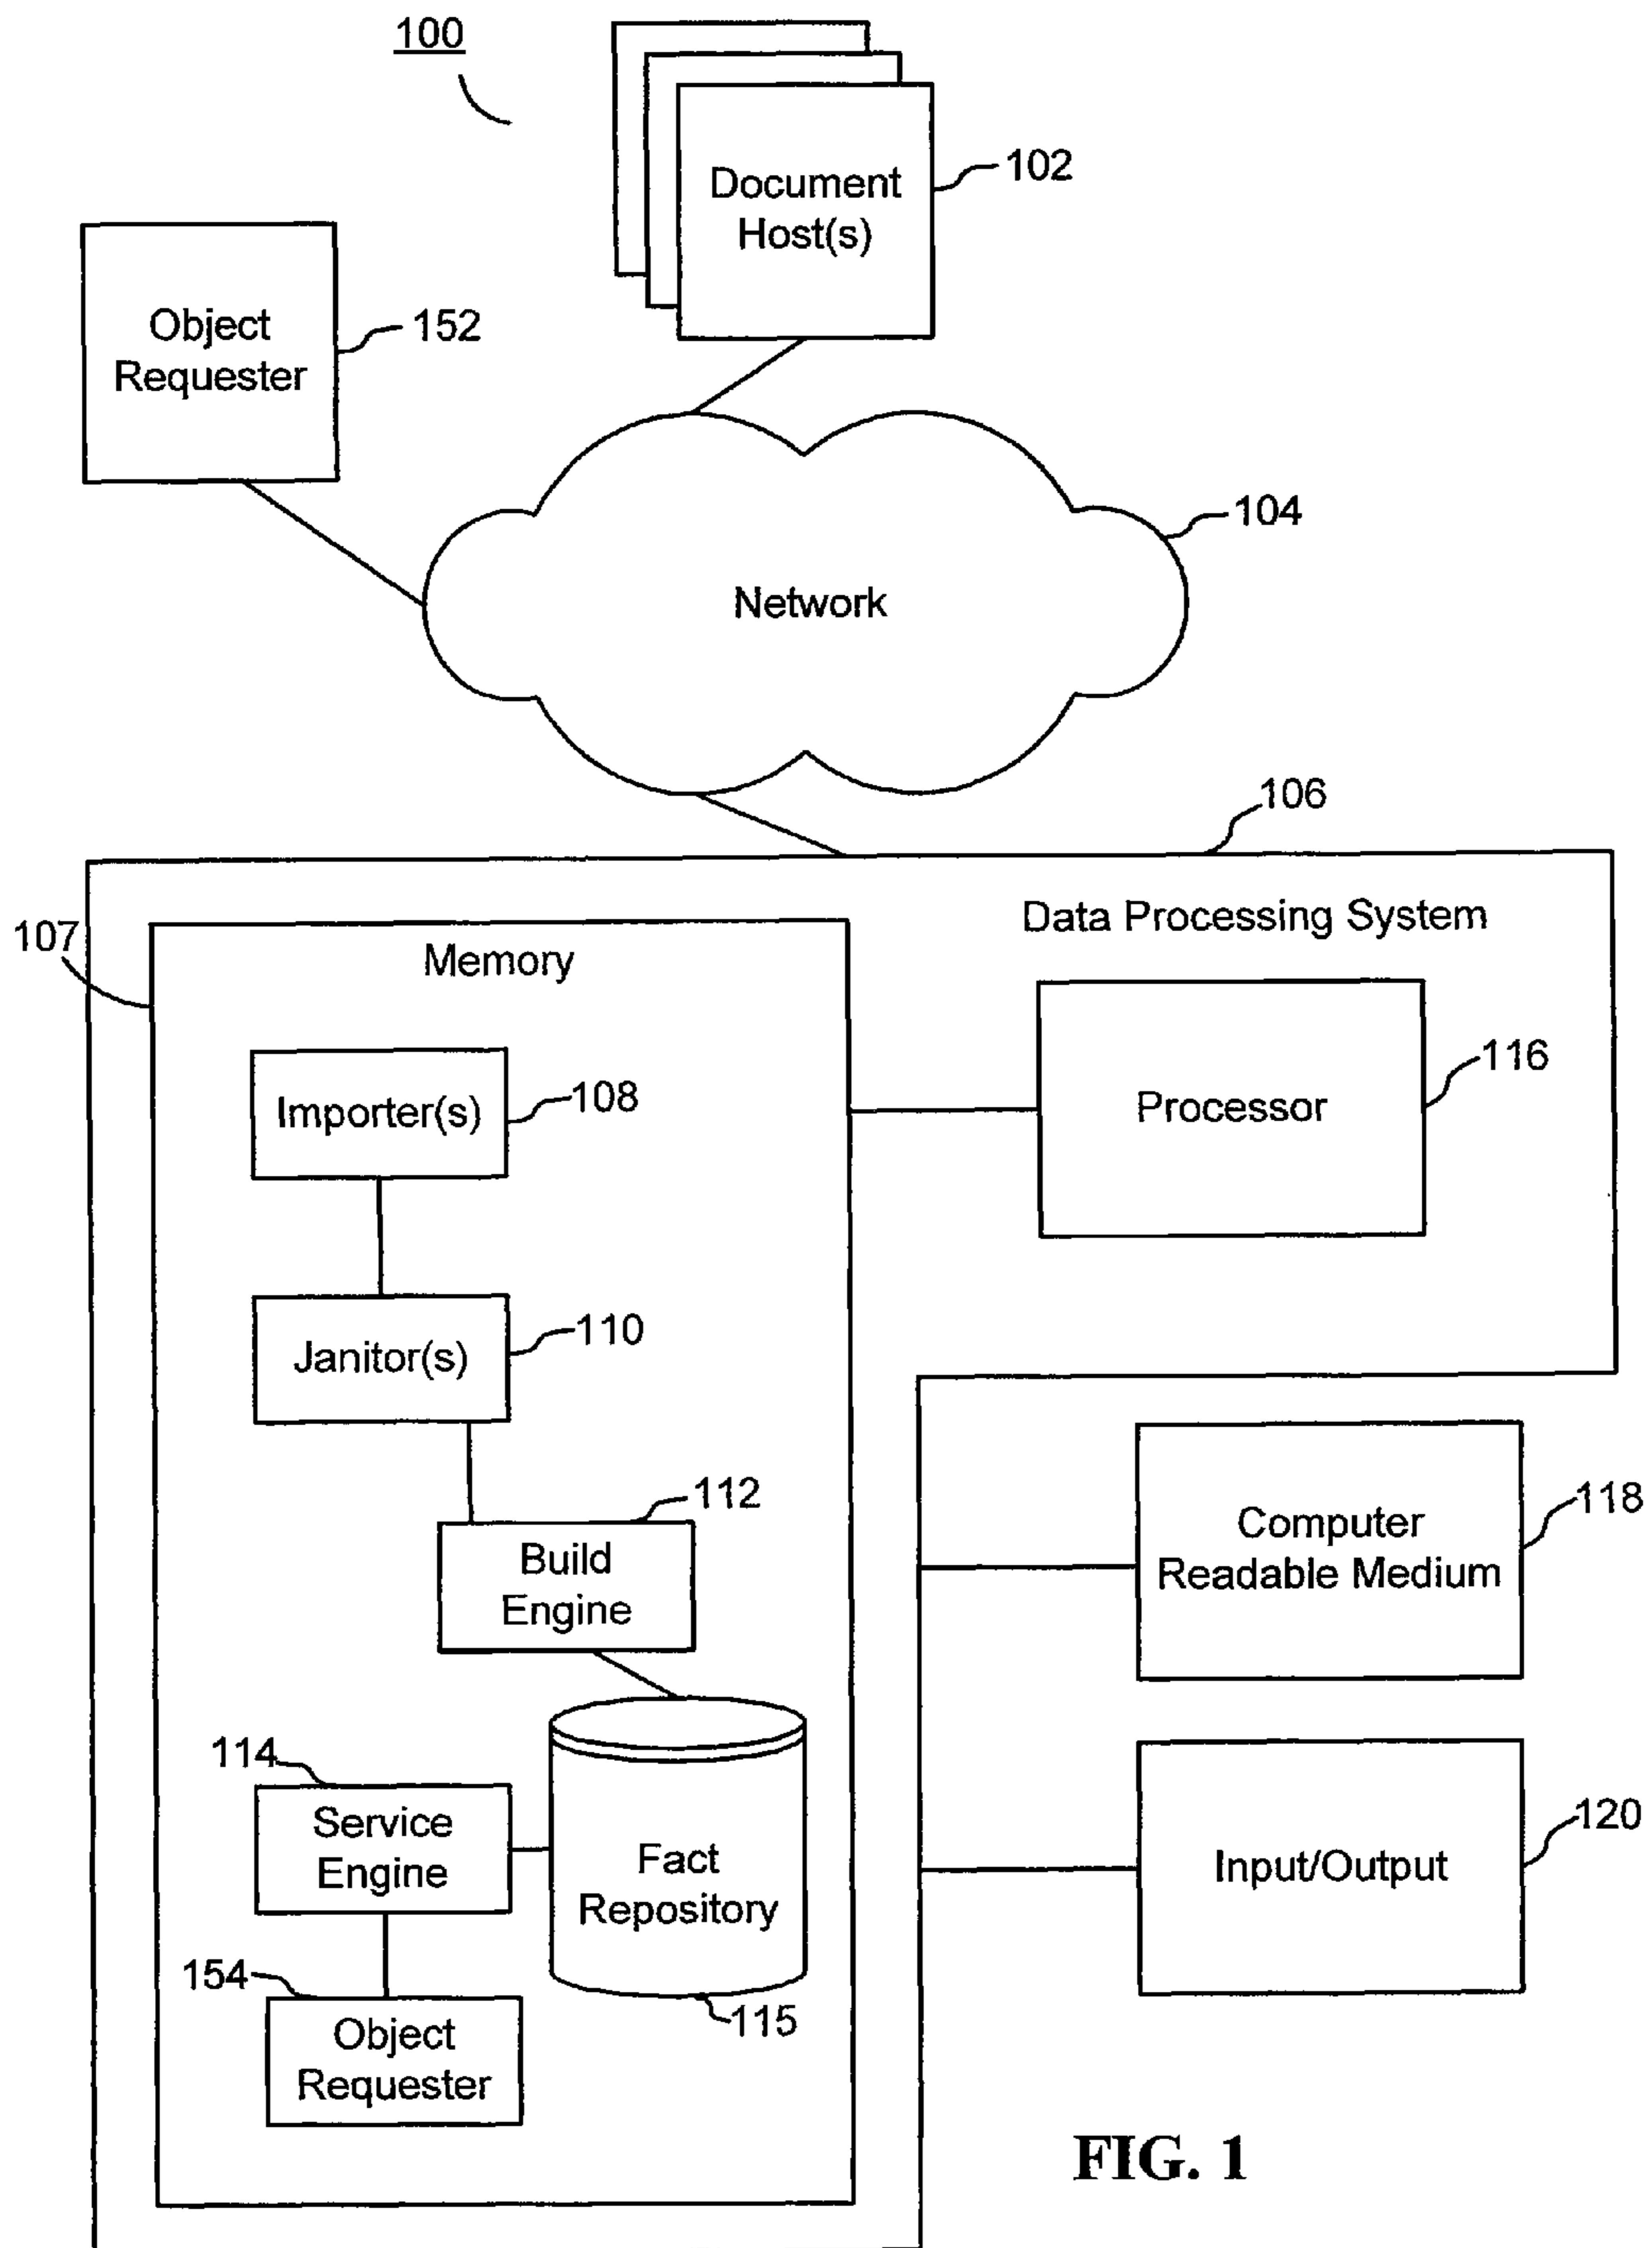 100
Document
Host(s)
102
Object
Requester
152
104
Network
106
Data Processing System
107
Memory
Importer(s)
108
Processor
116
Janitor(s)
110
112
Build
Engine
Computer
Readable Medium
118
114
Service
Engine
Fact
Repository
115
Input/Output
120
154
Object
Requester
FIG. 1